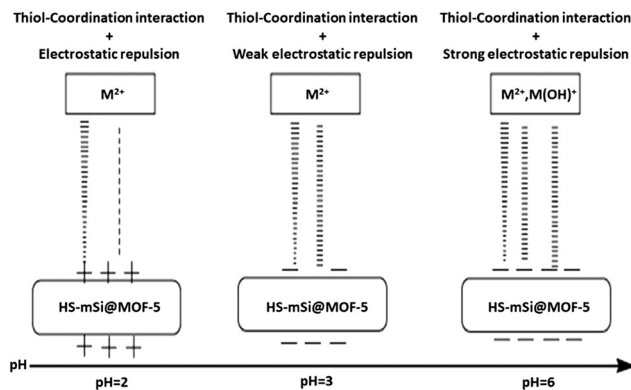 Thiol-Coordination interaction
+
Electrostatic repulsion
M²⁺
HS-mSi@MOF-5
pH=2
Thiol-Coordination interaction
+
Weak electrostatic repulsion
M²⁺
HS-mSi@MOF-5
pH=3
Thiol-Coordination interaction
+
Strong electrostatic repulsion
M²⁺,M(OH)⁺
HS-mSi@MOF-5
pH=6
pH